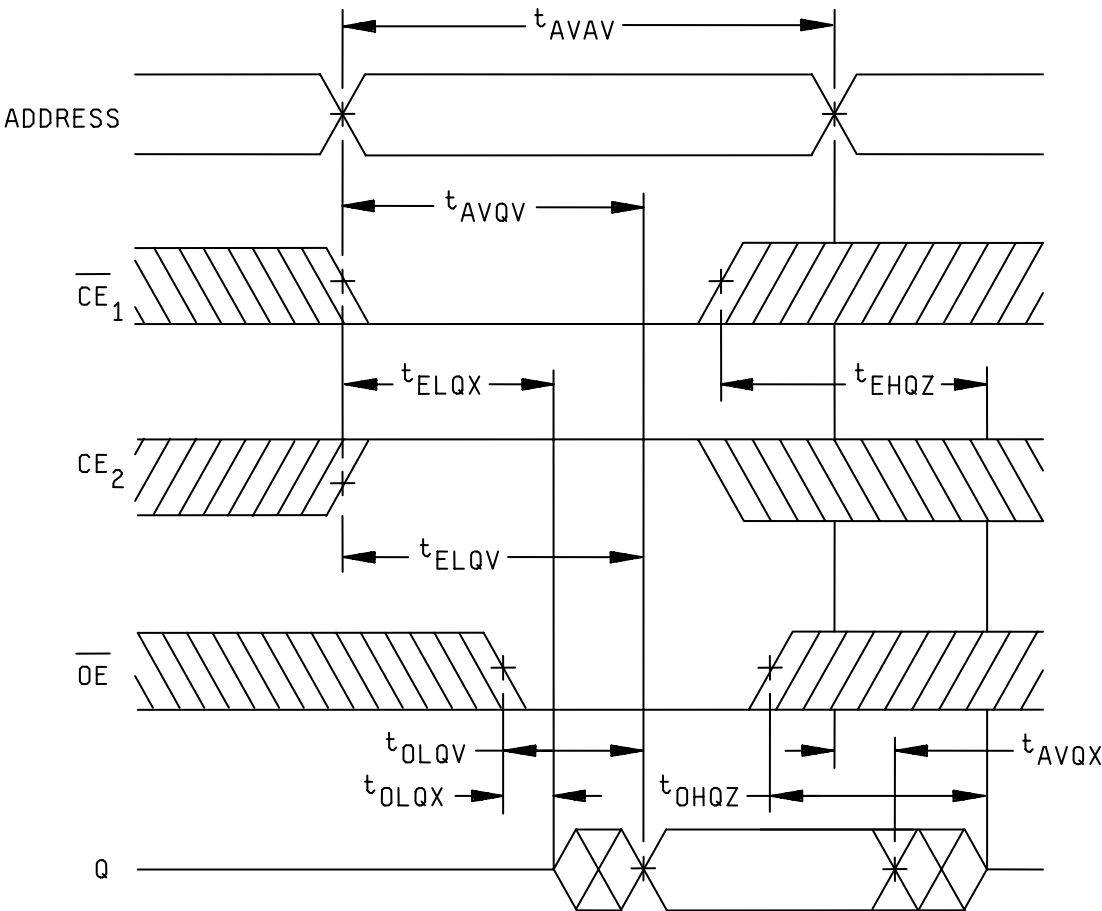 tAVAV
ADDRESS
tAVQV
CE1
tELQX
tEHQZ
CE2
tELQV
OE
tOLQV
tAVQX
tOLQX
tOHQZ
Q